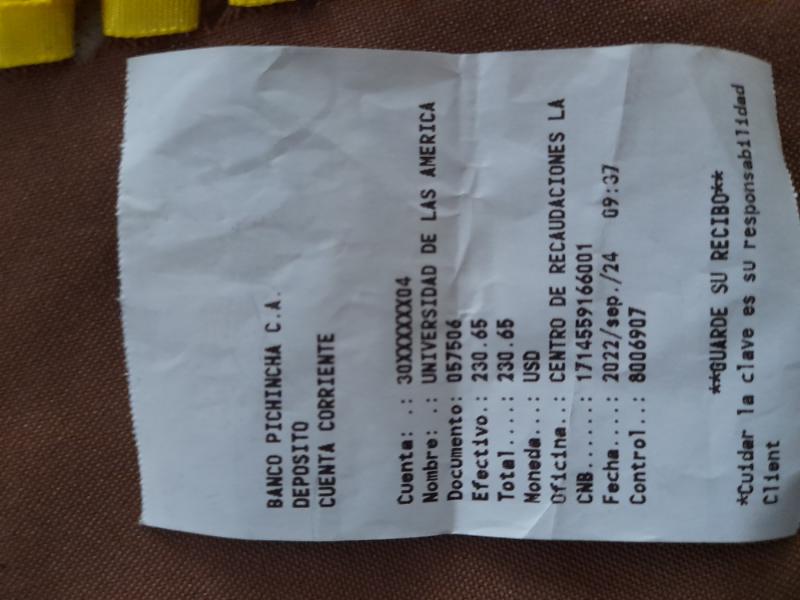 BANCO PICHINCHA C.A.
DEPOSITO
CUENTA CORRIENTE
Cuenta: .: 30XXXXXX04
Nombre: .: UNIVERSIDAD DE LAS AMERICA
Documento: 057506
Efectivo.: 230.65
Total....: 230.65
Moneda...: USD
Oficina..: CENTRO DE RECAUDACIONES LA
CNB......: 1714559166001
Fecha....: 2022/sep./24 09:37
Control..: 8006907
**GUARDE SU RECIBO**
*Cuidar la clave es su responsabilidad
Client